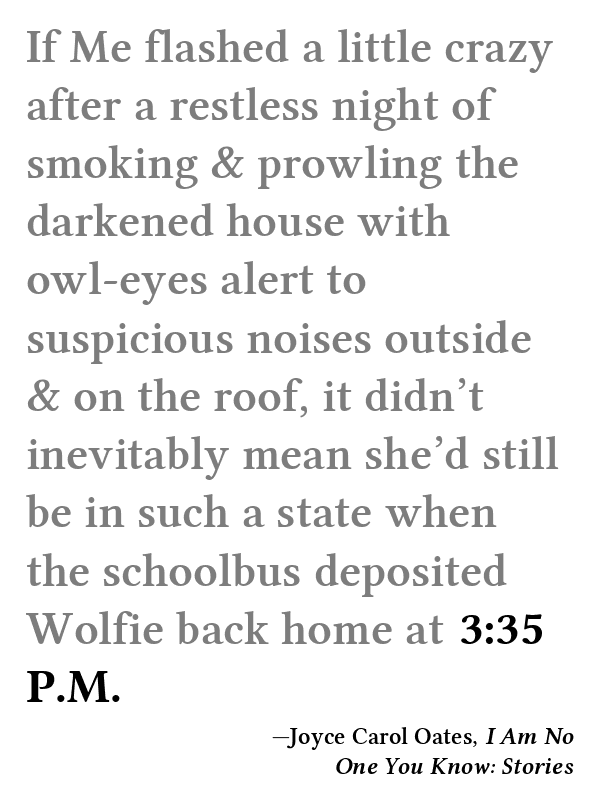 If Me flashed a little crazy
after a restless night of
smoking & prowling the
darkened house with
owl-eyes alert to
suspicious noises outside
& on the roof, it didn’t
inevitably mean she’d still
be in such a state when
the schoolbus deposited
Wolfie back home at 3:35
P.M.
—Joyce Carol Oates, I Am No
One You Know: Stories